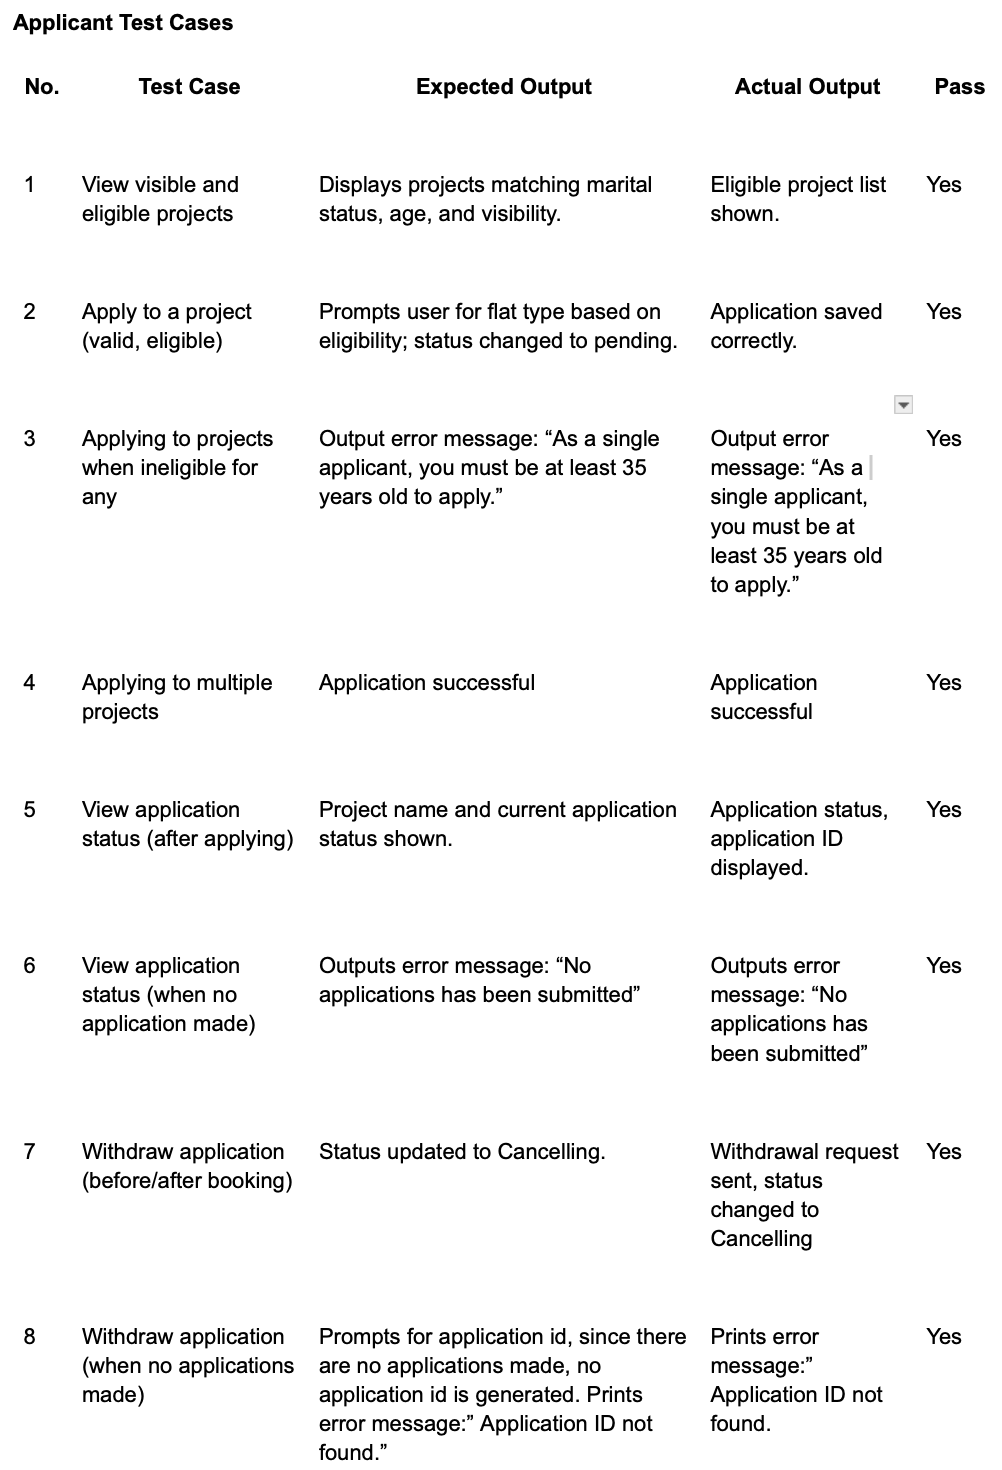 Applicant Test Cases
No. Test Case Expected Output Actual Output Pass
1 View visible and Displays projects matching marital Eligible project list Yes
eligible projects status, age, and visibility. shown.
2 Apply to a project Prompts user for flat type based on Application saved Yes
(valid, eligible) eligibility; status changed to pending. correctly.
3 Applying to projects Output error message: “As a single Output error Yes
when ineligible for applicant, you must be at least 35 message: “As a
any years old to apply.” single applicant,
you must be at
least 35 years old
to apply.”
4 Applying to multiple Application successful Application Yes
projects successful
5 View application Project name and current application Application status, Yes
status (after applying) status shown. application ID
displayed.
6 View application Outputs error message: “No Outputs error Yes
status (when no applications has been submitted” message: “No
application made) applications has
been submitted”
7 Withdraw application Status updated to Cancelling. Withdrawal request Yes
(before/after booking) sent, status
changed to
Cancelling
8 Withdraw application Prompts for application id, since there Prints error Yes
(when no applications are no applications made, no message:”
made) application id is generated. Prints Application ID not
error message:” Application ID not found.
found.”